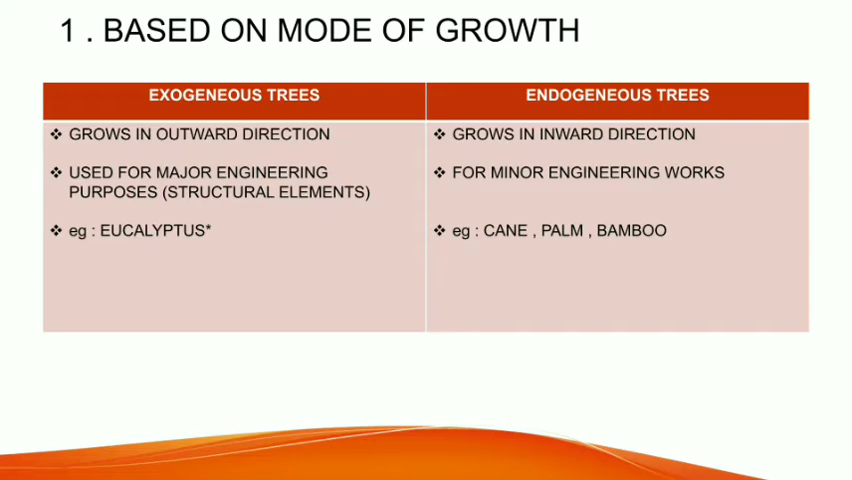 1 . BASED ON MODE OF GROWTH
EXOGENEOUS TREES
❖ GROWS IN OUTWARD DIRECTION
❖ USED FOR MAJOR ENGINEERING
PURPOSES (STRUCTURAL ELEMENTS)
❖ eg : EUCALYPTUS*
ENDOGENEOUS TREES
❖ GROWS IN INWARD DIRECTION
❖ FOR MINOR ENGINEERING WORKS
❖ eg : CANE , PALM , BAMBOO